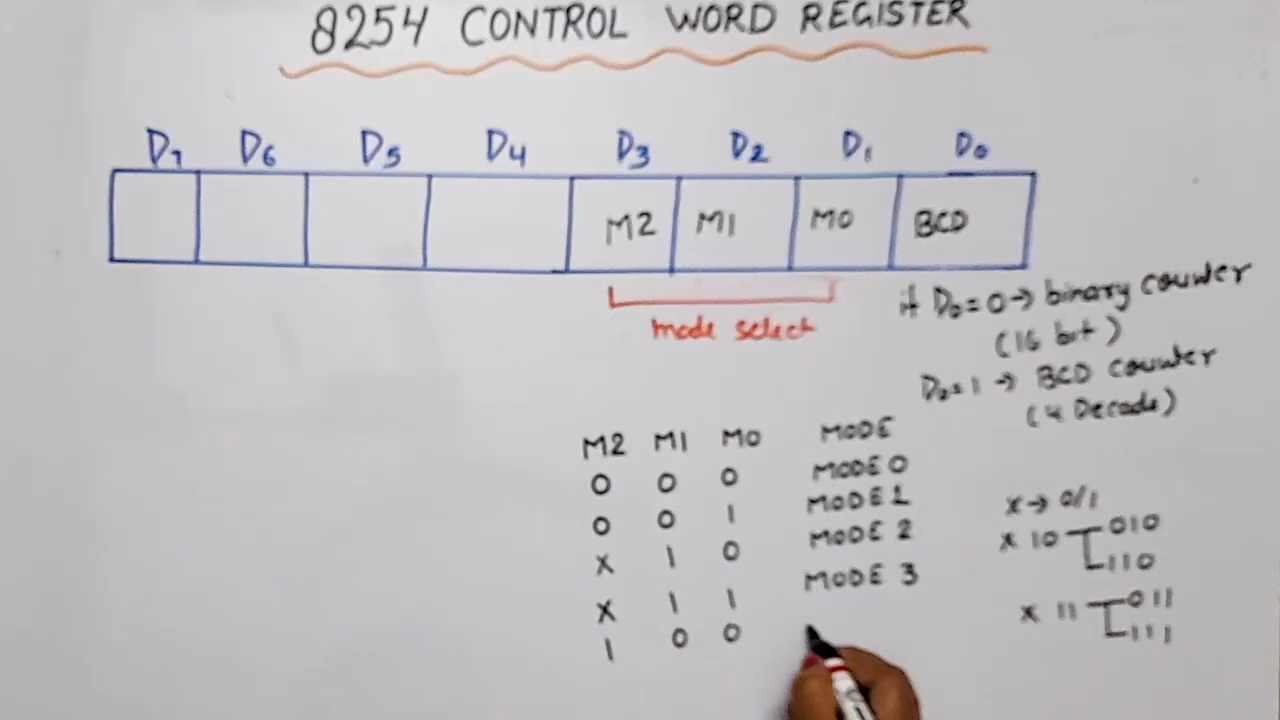 8254 CONTROL WORD REGISTER
D7 D6 D5 D4 D3 D2 D1 D0
M2 M1 M0 BCD
mode select
if D0=0→ binary counter
(16 bit)
D0=1 → BCD counter
(4 Decade)
M2 M1 M0 MODE
0 0 0 MODE 0
0 0 1 MODE 1
X 1 0 MODE 2
X 1 1 MODE 3
1 0 0
x→ 0/1
x 10 010
110
x 11 011
111